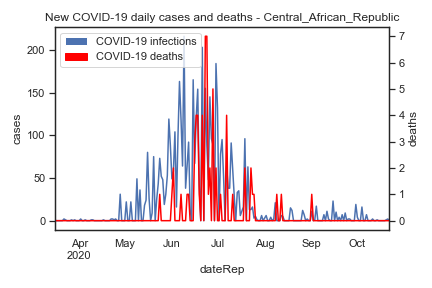 New COVID-19 daily cases and deaths - Central_African_Republic
COVID-19 infections
COVID-19 deaths
200
150
100
50
0
cases
7
6
5
4
3
2
1
0
deaths
Apr
2020
May
Jun
Jul
Aug
Sep
Oct
dateRep